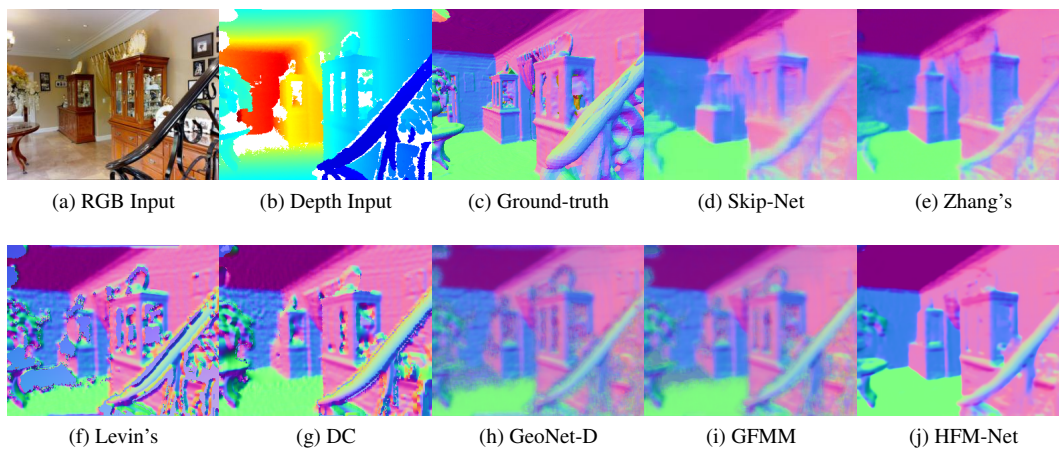 (a) RGB Input
(b) Depth Input
(c) Ground-truth
(d) Skip-Net
(e) Zhang's
(f) Levin's
(g) DC
(h) GeoNet-D
(i) GFMM
(j) HFM-Net